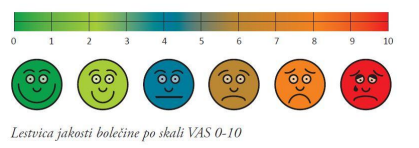 0 1 2 3 4 5 6 7 8 9 10
Lestvica jakosti bolečine po skali VAS 0-10